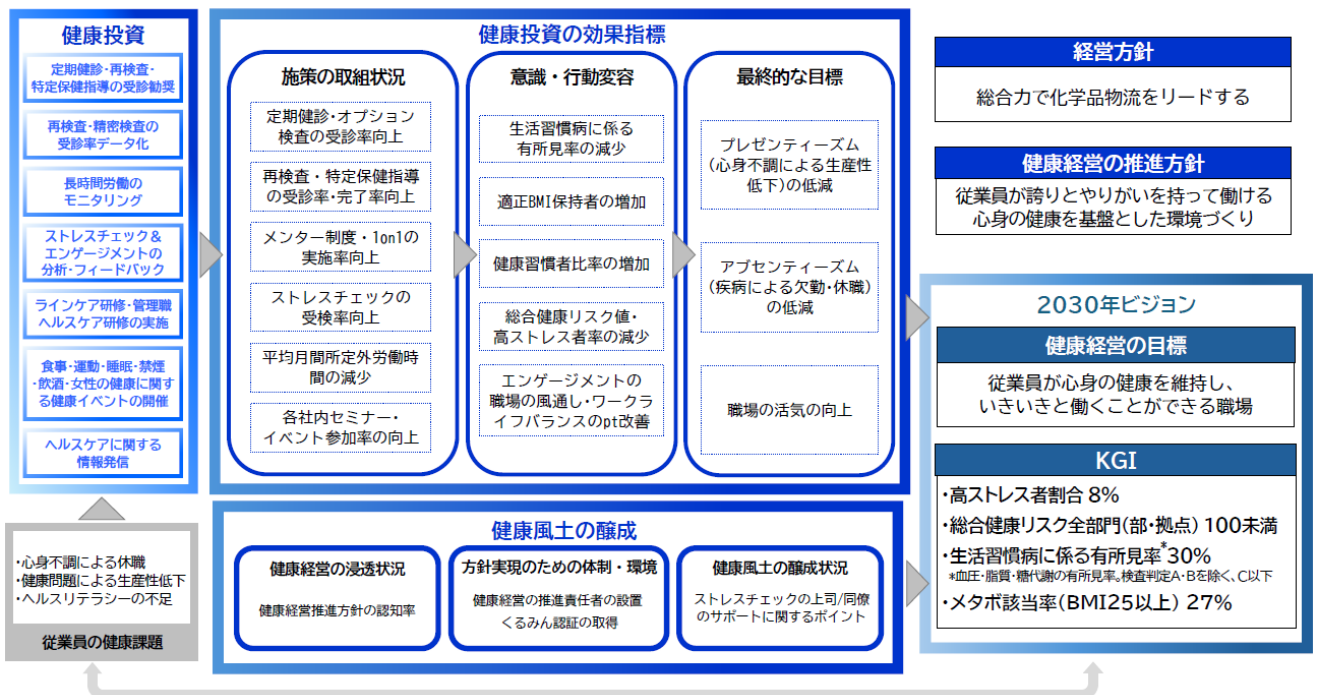 健康投資
定期健診・再検査・
特定保健指導の受診勧奨
再検査・精密検査の
受診率データ化
長時間労働の
モニタリング
ストレスチェック＆
エンゲージメントの
分析・フィードバック
ラインケア研修・管理職
ヘルスケア研修の実施
食事・運動・睡眠・禁煙
・飲酒・女性の健康に関す
る健康イベントの開催
ヘルスケアに関する
情報発信
・心身不調による休職
・健康問題による生産性低下
・ヘルスリテラシーの不足
従業員の健康課題
健康投資の効果指標
施策の取組状況
定期健診・オプション
検査の受診率向上
再検査・特定保健指導
の受診率・完了率向上
メンター制度・1on1の
実施率向上
ストレスチェックの
受検率向上
平均月間所定外労働時
間の減少
各社内セミナー・
イベント参加率の向上
意識・行動変容
生活習慣病に係る
有所見率の減少
適正BMI保持者の増加
健康習慣者比率の増加
総合健康リスク値・
高ストレス者率の減少
エンゲージメントの
職場の風通し・ワークラ
イフバランスのpt改善
最終的な目標
プレゼンティーズム
（心身不調による生産性
低下）の低減
アブセンティーズム
（疾病による欠勤・休職）
の低減
職場の活気の向上
健康風土の醸成
健康経営の浸透状況
健康経営推進方針の認知率
方針実現のための体制・環境
健康経営の推進責任者の設置
くるみん認証の取得
健康風土の醸成状況
ストレスチェックの上司/同僚
のサポートに関するポイント
経営方針
総合力で化学品物流をリードする
健康経営の推進方針
従業員が誇りとやりがいを持って働ける
心身の健康を基盤とした環境づくり
2030年ビジョン
健康経営の目標
従業員が心身の健康を維持し、
いきいきと働くことができる職場
KGI
・高ストレス者割合 8%
・総合健康リスク全部門（部・拠点） 100未満
・生活習慣病に係る有所見率*30%
*血圧・脂質・糖代謝の有所見率。検査判定A・Bを除く、C以下
・メタボ該当率（BMI25以上） 27%